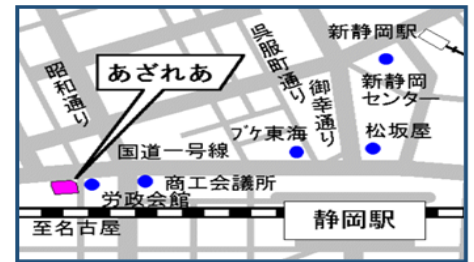 新静岡駅
呉服町通り
昭和通り
あざれあ
御幸通り
新静岡
センター
ブケ東海
松坂屋
国道一号線
商工会議所
労政会館
静岡駅
至名古屋